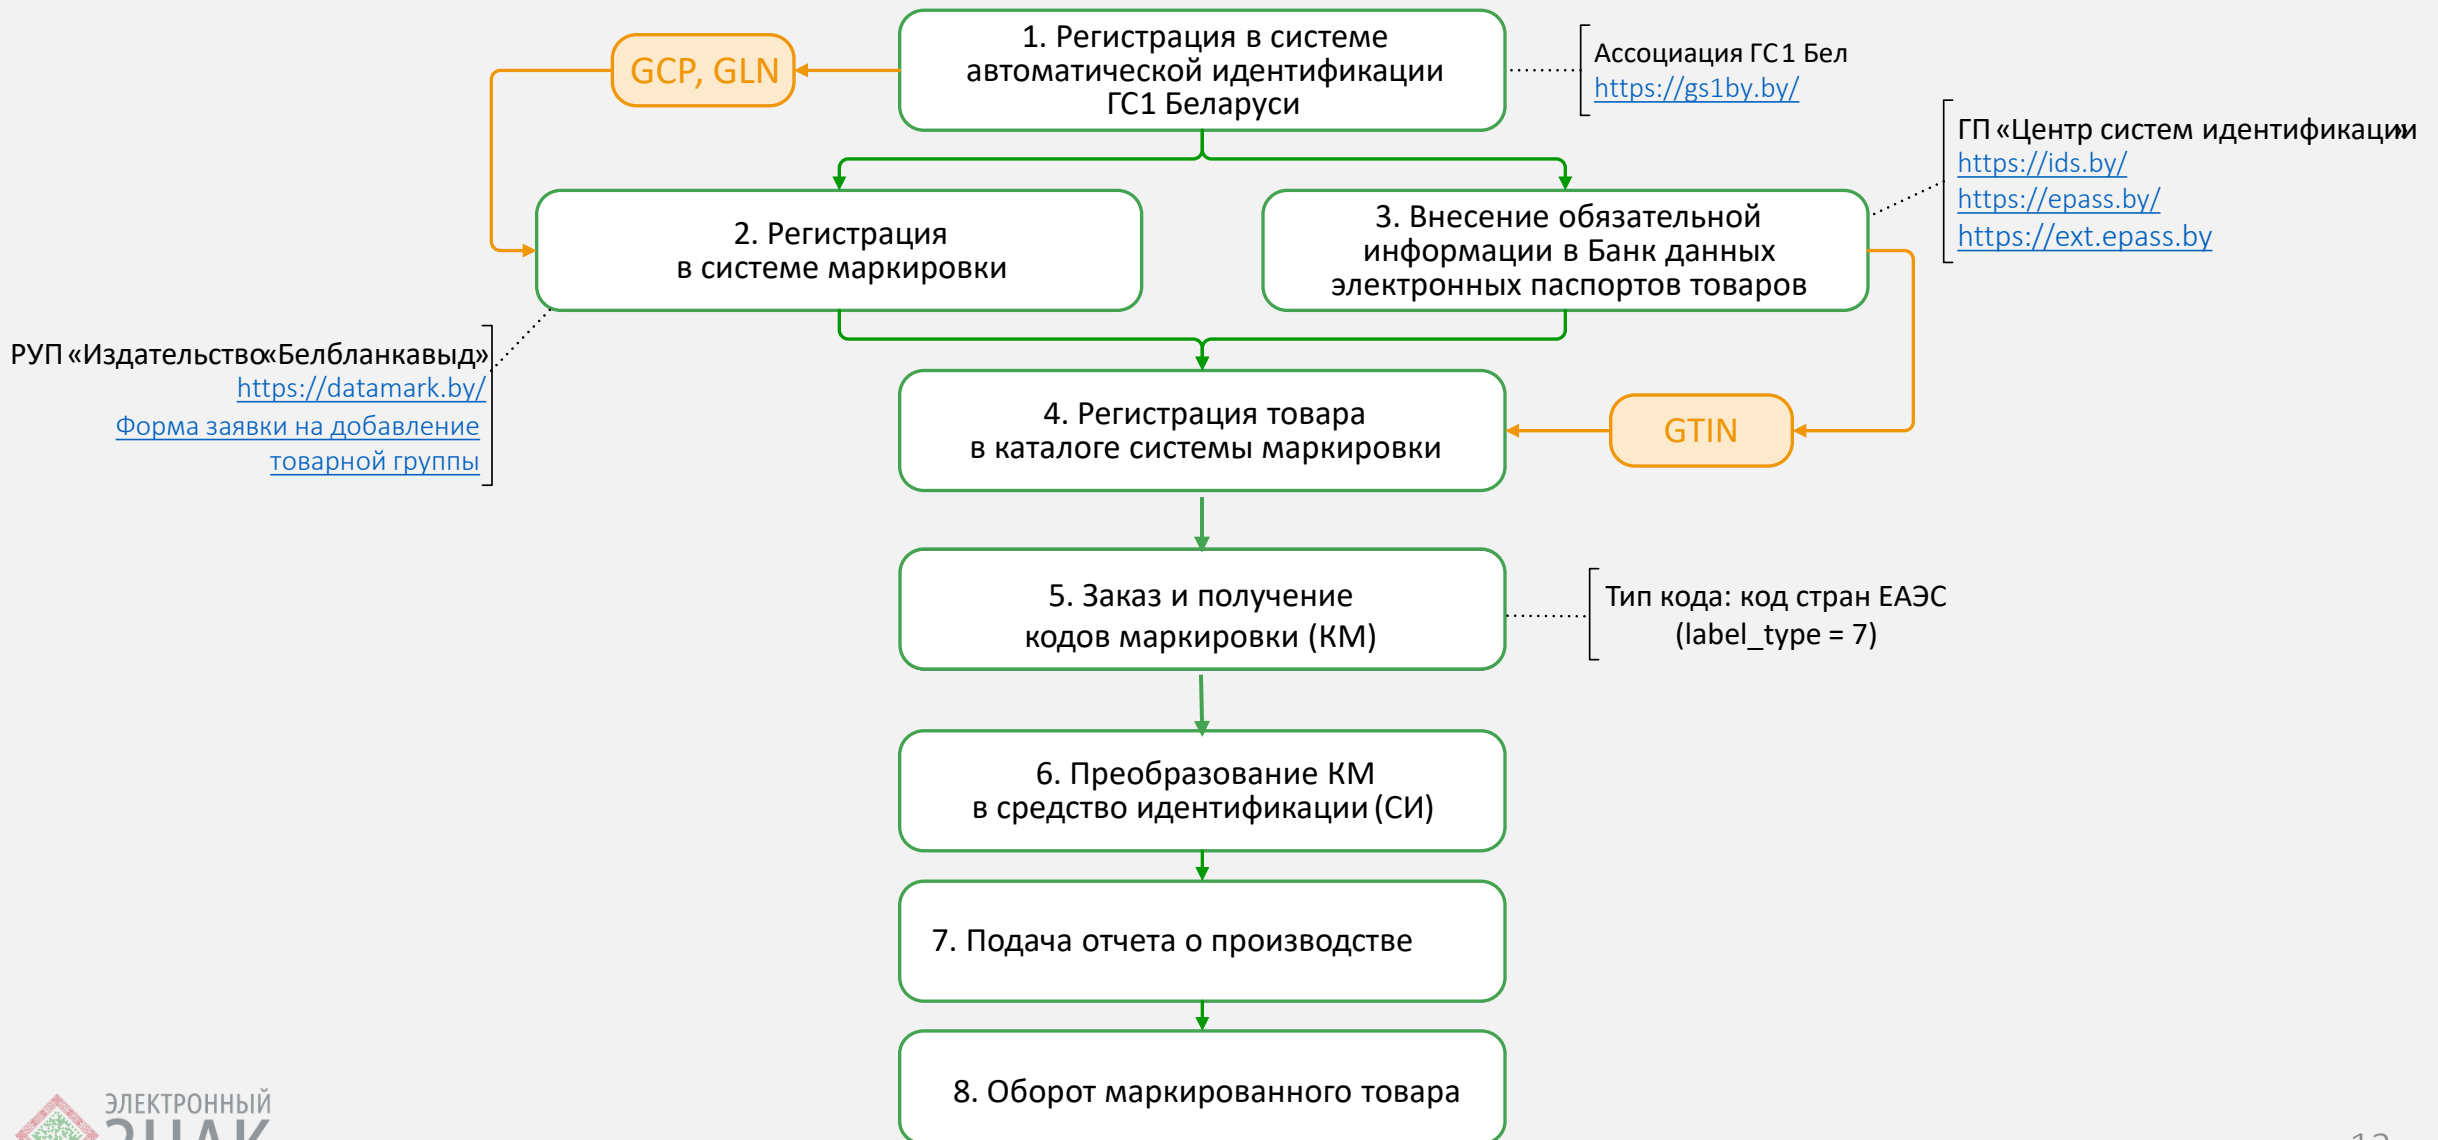 1. Регистрация в системе
автоматической идентификации
ГС1 Беларуси
GCP, GLN
Ассоциация ГС1 Бел
https://gs1by.by/
ГП «Центр систем идентификации»
https://ids.by/
https://epass.by/
https://ext.epass.by
2. Регистрация
в системе маркировки
3. Внесение обязательной
информации в Банк данных
электронных паспортов товаров
РУП «Издательство «Белбланкавыд»
https://datamark.by/
Форма заявки на добавление
товарной группы
4. Регистрация товара
в каталоге системы маркировки
GTIN
5. Заказ и получение
кодов маркировки (КМ)
Тип кода: код стран ЕАЭС
(label_type = 7)
6. Преобразование КМ
в средство идентификации (СИ)
7. Подача отчета о производстве
8. Оборот маркированного товара
ЭЛЕКТРОННЫЙ
ЗНАК